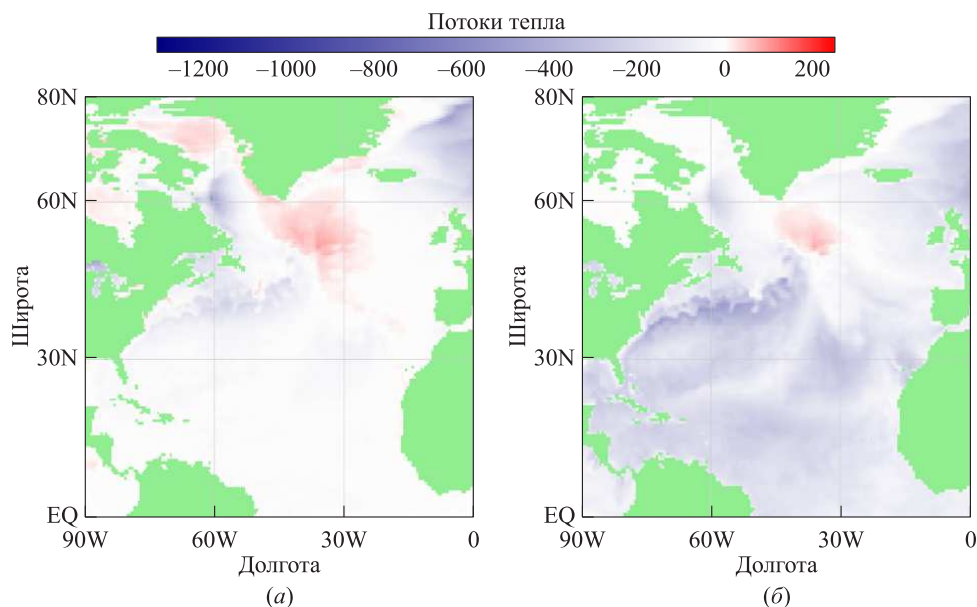 Потоки тепла
–1200 –1000 –800 –600 –400 –200 0 200
80N
60N
30N
EQ
Широта
90W 60W 30W 0
Долгота
(а)
80N
60N
30N
EQ
Широта
90W 60W 30W 0
Долгота
(б)